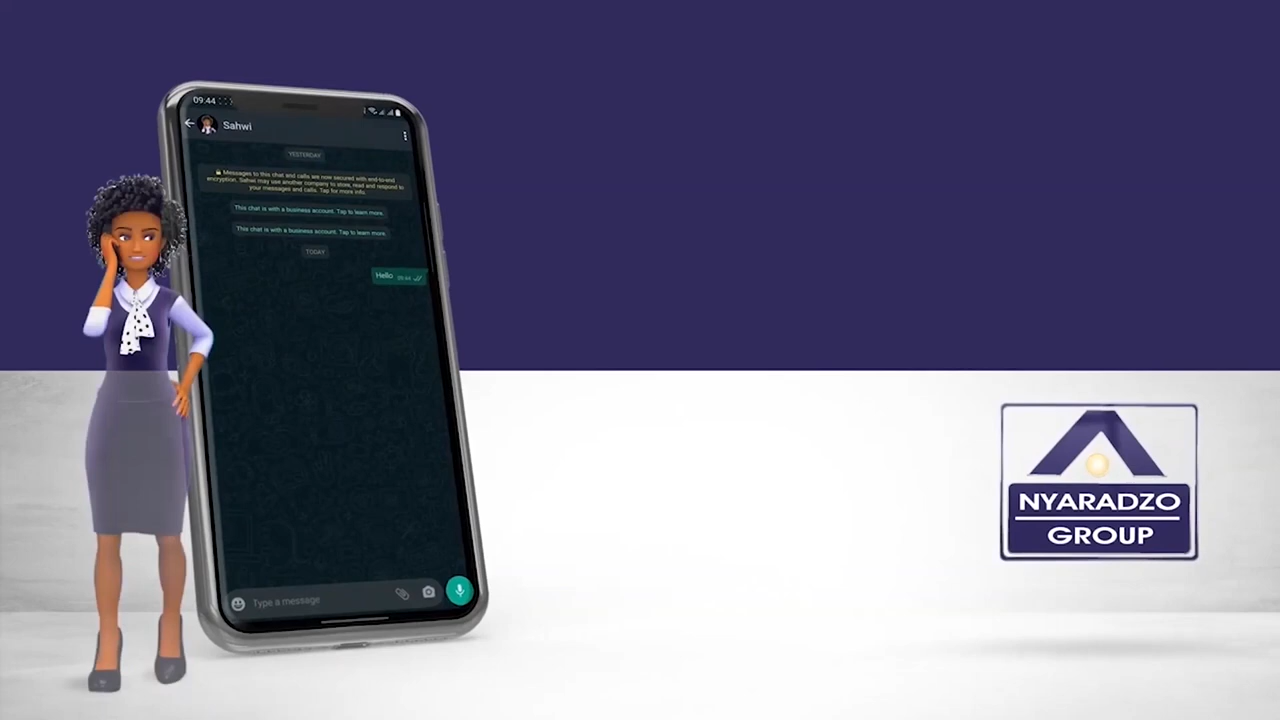 09:44
Sahwi
YESTERDAY
Messages to this chat and calls are now secured with end-to-end
encryption. Sahwi may use another company to store, read and respond to
your messages and calls. Tap for more info.
This chat is with a business account. Tap to learn more.
This chat is with a business account. Tap to learn more.
TODAY
Hello 09:44
Type a message
NYARADZO
GROUP